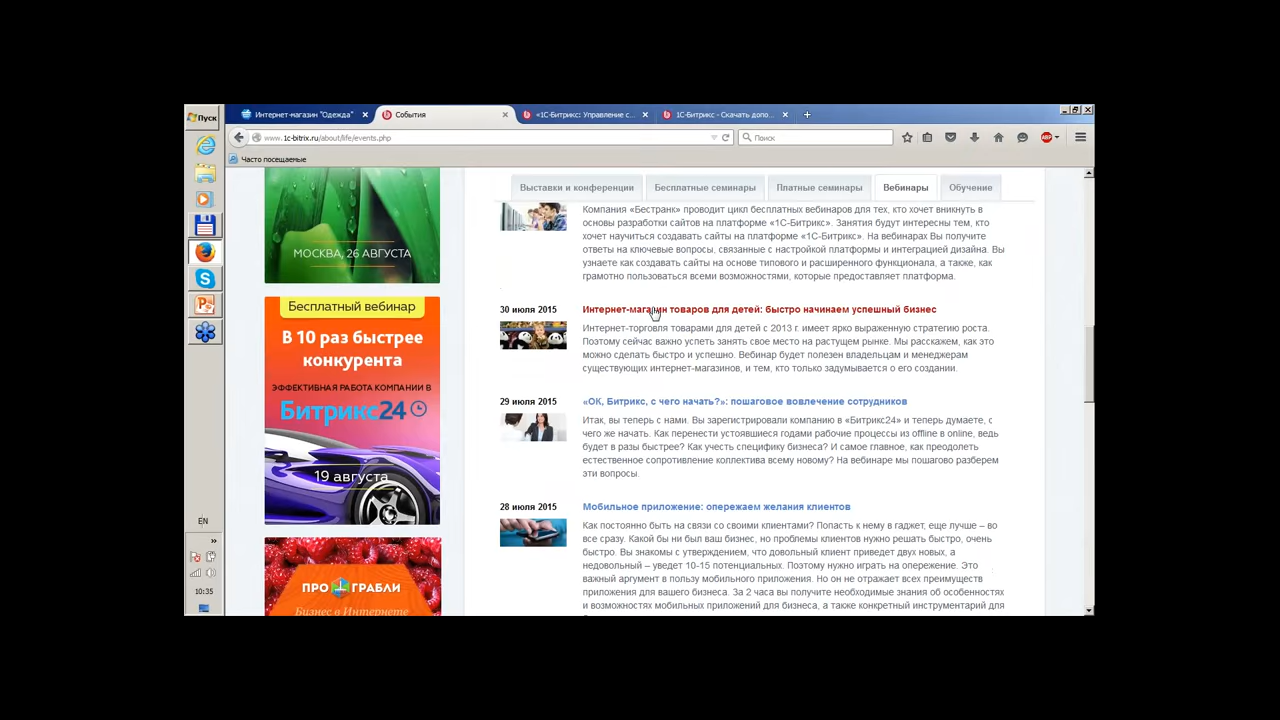 Пуск
Интернет-магазин "Одежда"
События
«1С-Битрикс: Управление с...
1С-Битрикс - Скачать допо...
www.1c-bitrix.ru/about/life/events.php
Поиск
Часто посещаемые
Выставки и конференции
Бесплатные семинары
Платные семинары
Вебинары
Обучение
МОСКВА, 26 АВГУСТА
Бесплатный вебинар
В 10 раз быстрее
конкурента
ЭФФЕКТИВНАЯ РАБОТА КОМПАНИИ В
Битрикс24
19 августа
ПРО ГРАБЛИ
Бизнес в Интернете
Компания «Бестранк» проводит цикл бесплатных вебинаров для тех, кто хочет вникнуть в
основы разработки сайтов на платформе «1С-Битрикс». Занятия будут интересны тем, кто
хочет научиться создавать сайты на платформе «1С-Битрикс». На вебинарах Вы получите
ответы на ключевые вопросы, связанные с настройкой платформы и интеграцией дизайна. Вы
узнаете как создавать сайты на основе типового и расширенного функционала, а также, как
грамотно пользоваться всеми возможностями, которые предоставляет платформа.
30 июля 2015
Интернет-магазин товаров для детей: быстро начинаем успешный бизнес
Интернет-торговля товарами для детей с 2013 г. имеет ярко выраженную стратегию роста.
Поэтому сейчас важно успеть занять свое место на растущем рынке. Мы расскажем, как это
можно сделать быстро и успешно. Вебинар будет полезен владельцам и менеджерам
существующих интернет-магазинов, и тем, кто только задумывается о его создании.
29 июля 2015
«ОК, Битрикс, с чего начать?»: пошаговое вовлечение сотрудников
Итак, вы теперь с нами. Вы зарегистрировали компанию в «Битрикс24» и теперь думаете, с
чего же начать. Как перенести устоявшиеся годами рабочие процессы из offline в online, ведь
будет в разы быстрее? Как учесть специфику бизнеса? И самое главное, как преодолеть
естественное сопротивление коллектива всему новому? На вебинаре мы пошагово разберем
эти вопросы.
28 июля 2015
Мобильное приложение: опережаем желания клиентов
Как постоянно быть на связи со своими клиентами? Попасть к нему в гаджет, еще лучше – во
все сразу. Какой бы ни был ваш бизнес, но проблемы клиентов нужно решать быстро, очень
быстро. Вы знакомы с утверждением, что довольный клиент приведет двух новых, а
недовольный – уведет 10-15 потенциальных. Поэтому нужно играть на опережение. Это
важный аргумент в пользу мобильного приложения. Но он не отражает всех преимуществ
приложения для вашего бизнеса. За 2 часа вы получите необходимые знания об особенностях
и возможностях мобильных приложений для бизнеса, а также конкретный инструментарий для
EN
10:35
ABP